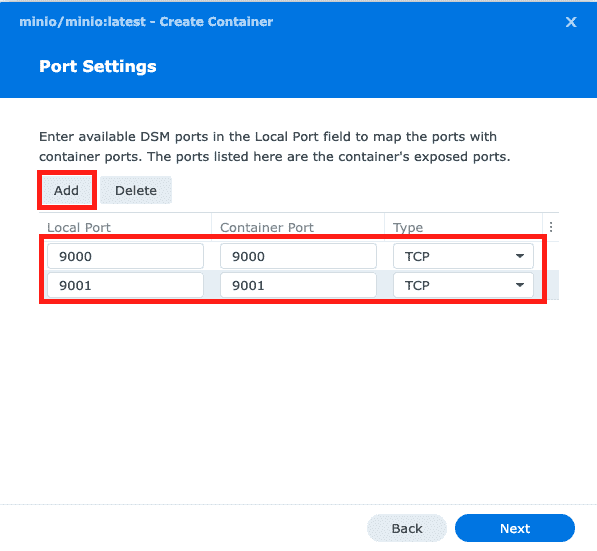 minio/minio:latest - Create Container
X
Port Settings
Enter available DSM ports in the Local Port field to map the ports with
container ports. The ports listed here are the container's exposed ports.
Add Delete
Local Port Container Port Type
9000 9000 TCP
9001 9001 TCP
Back Next